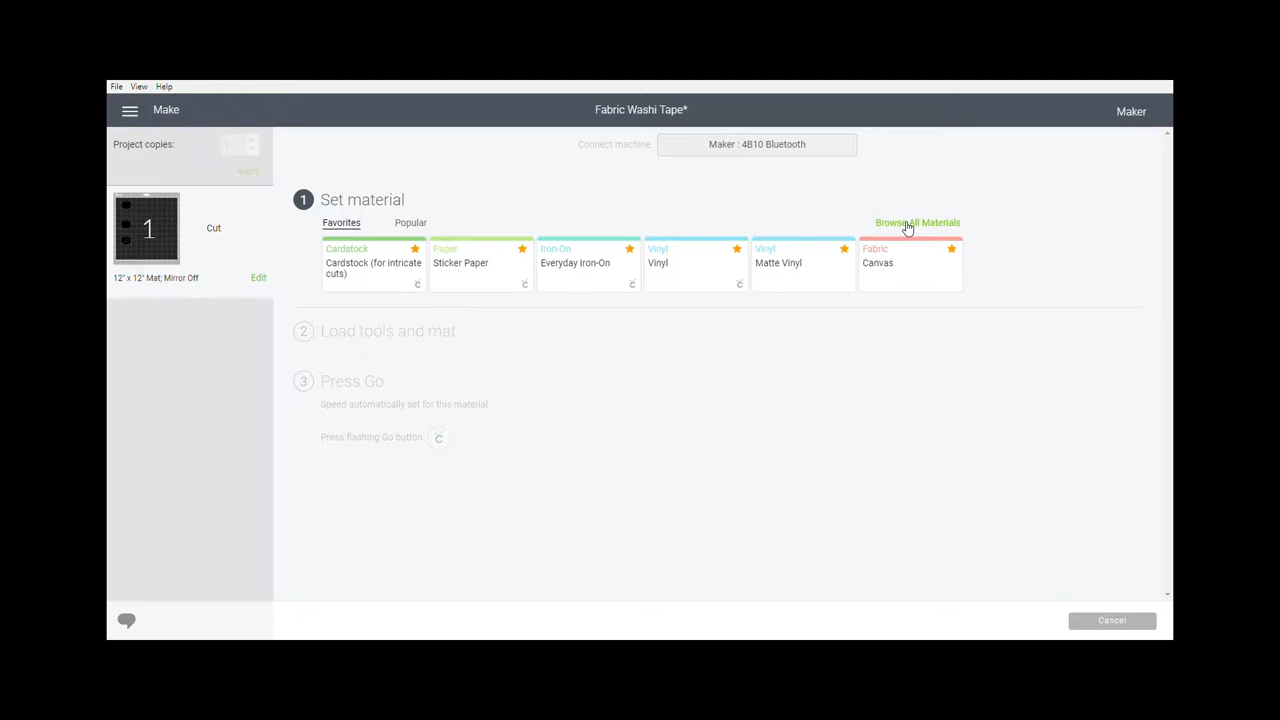 File View Help
Make Fabric Washi Tape* Maker
Project copies: Connect machine Maker : 4B10 Bluetooth
Apply
1 Set material
1 Cut
Favorites Popular Browse All Materials
Cardstock Paper Iron-On Vinyl Vinyl Fabric
Cardstock (for intricate cuts) Sticker Paper Everyday Iron-On Vinyl Matte Vinyl Canvas
12" x 12" Mat; Mirror Off Edit
2 Load tools and mat
3 Press Go
Speed automatically set for this material.
Press flashing Go button:
Cancel